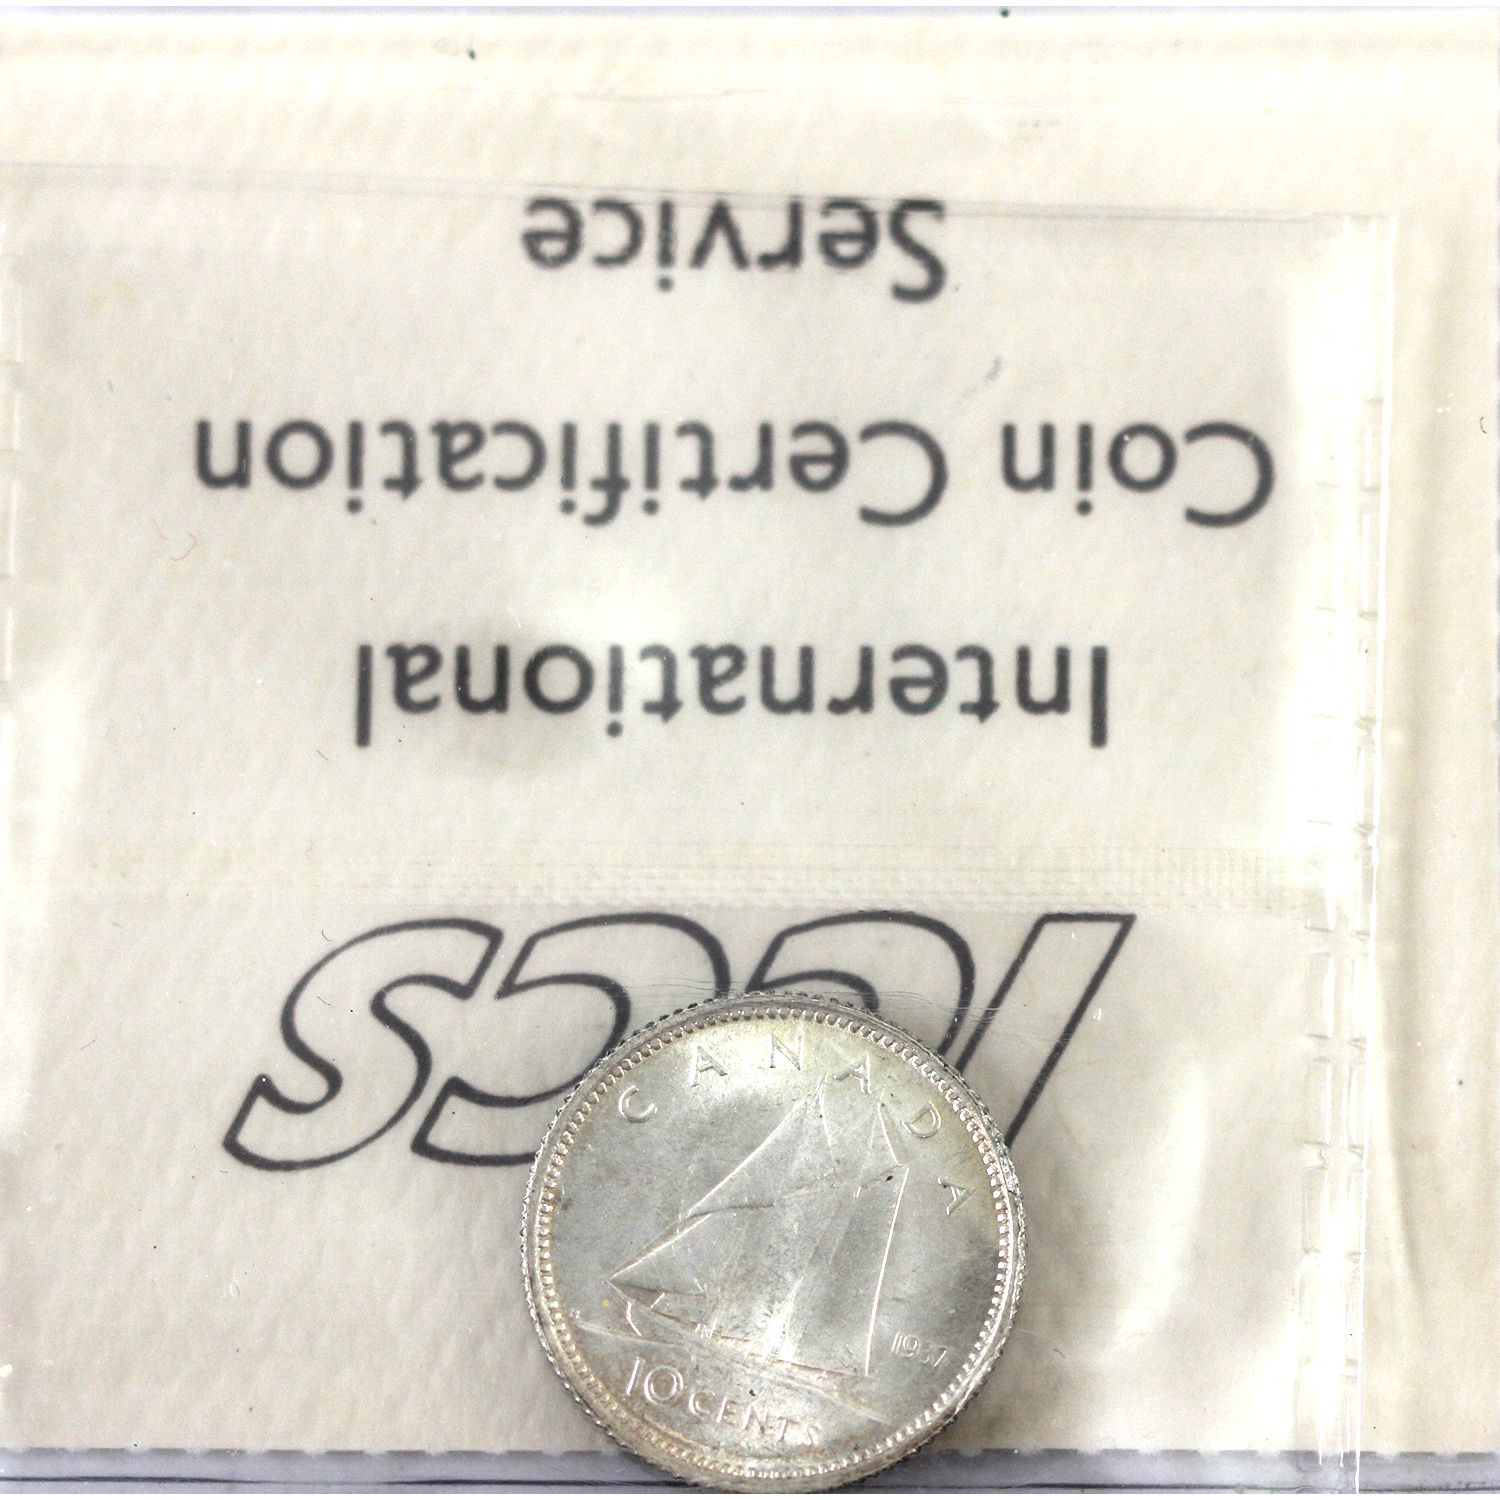 ICCS
International
Coin Certification
Service
CANADA
1937
10 CENTS